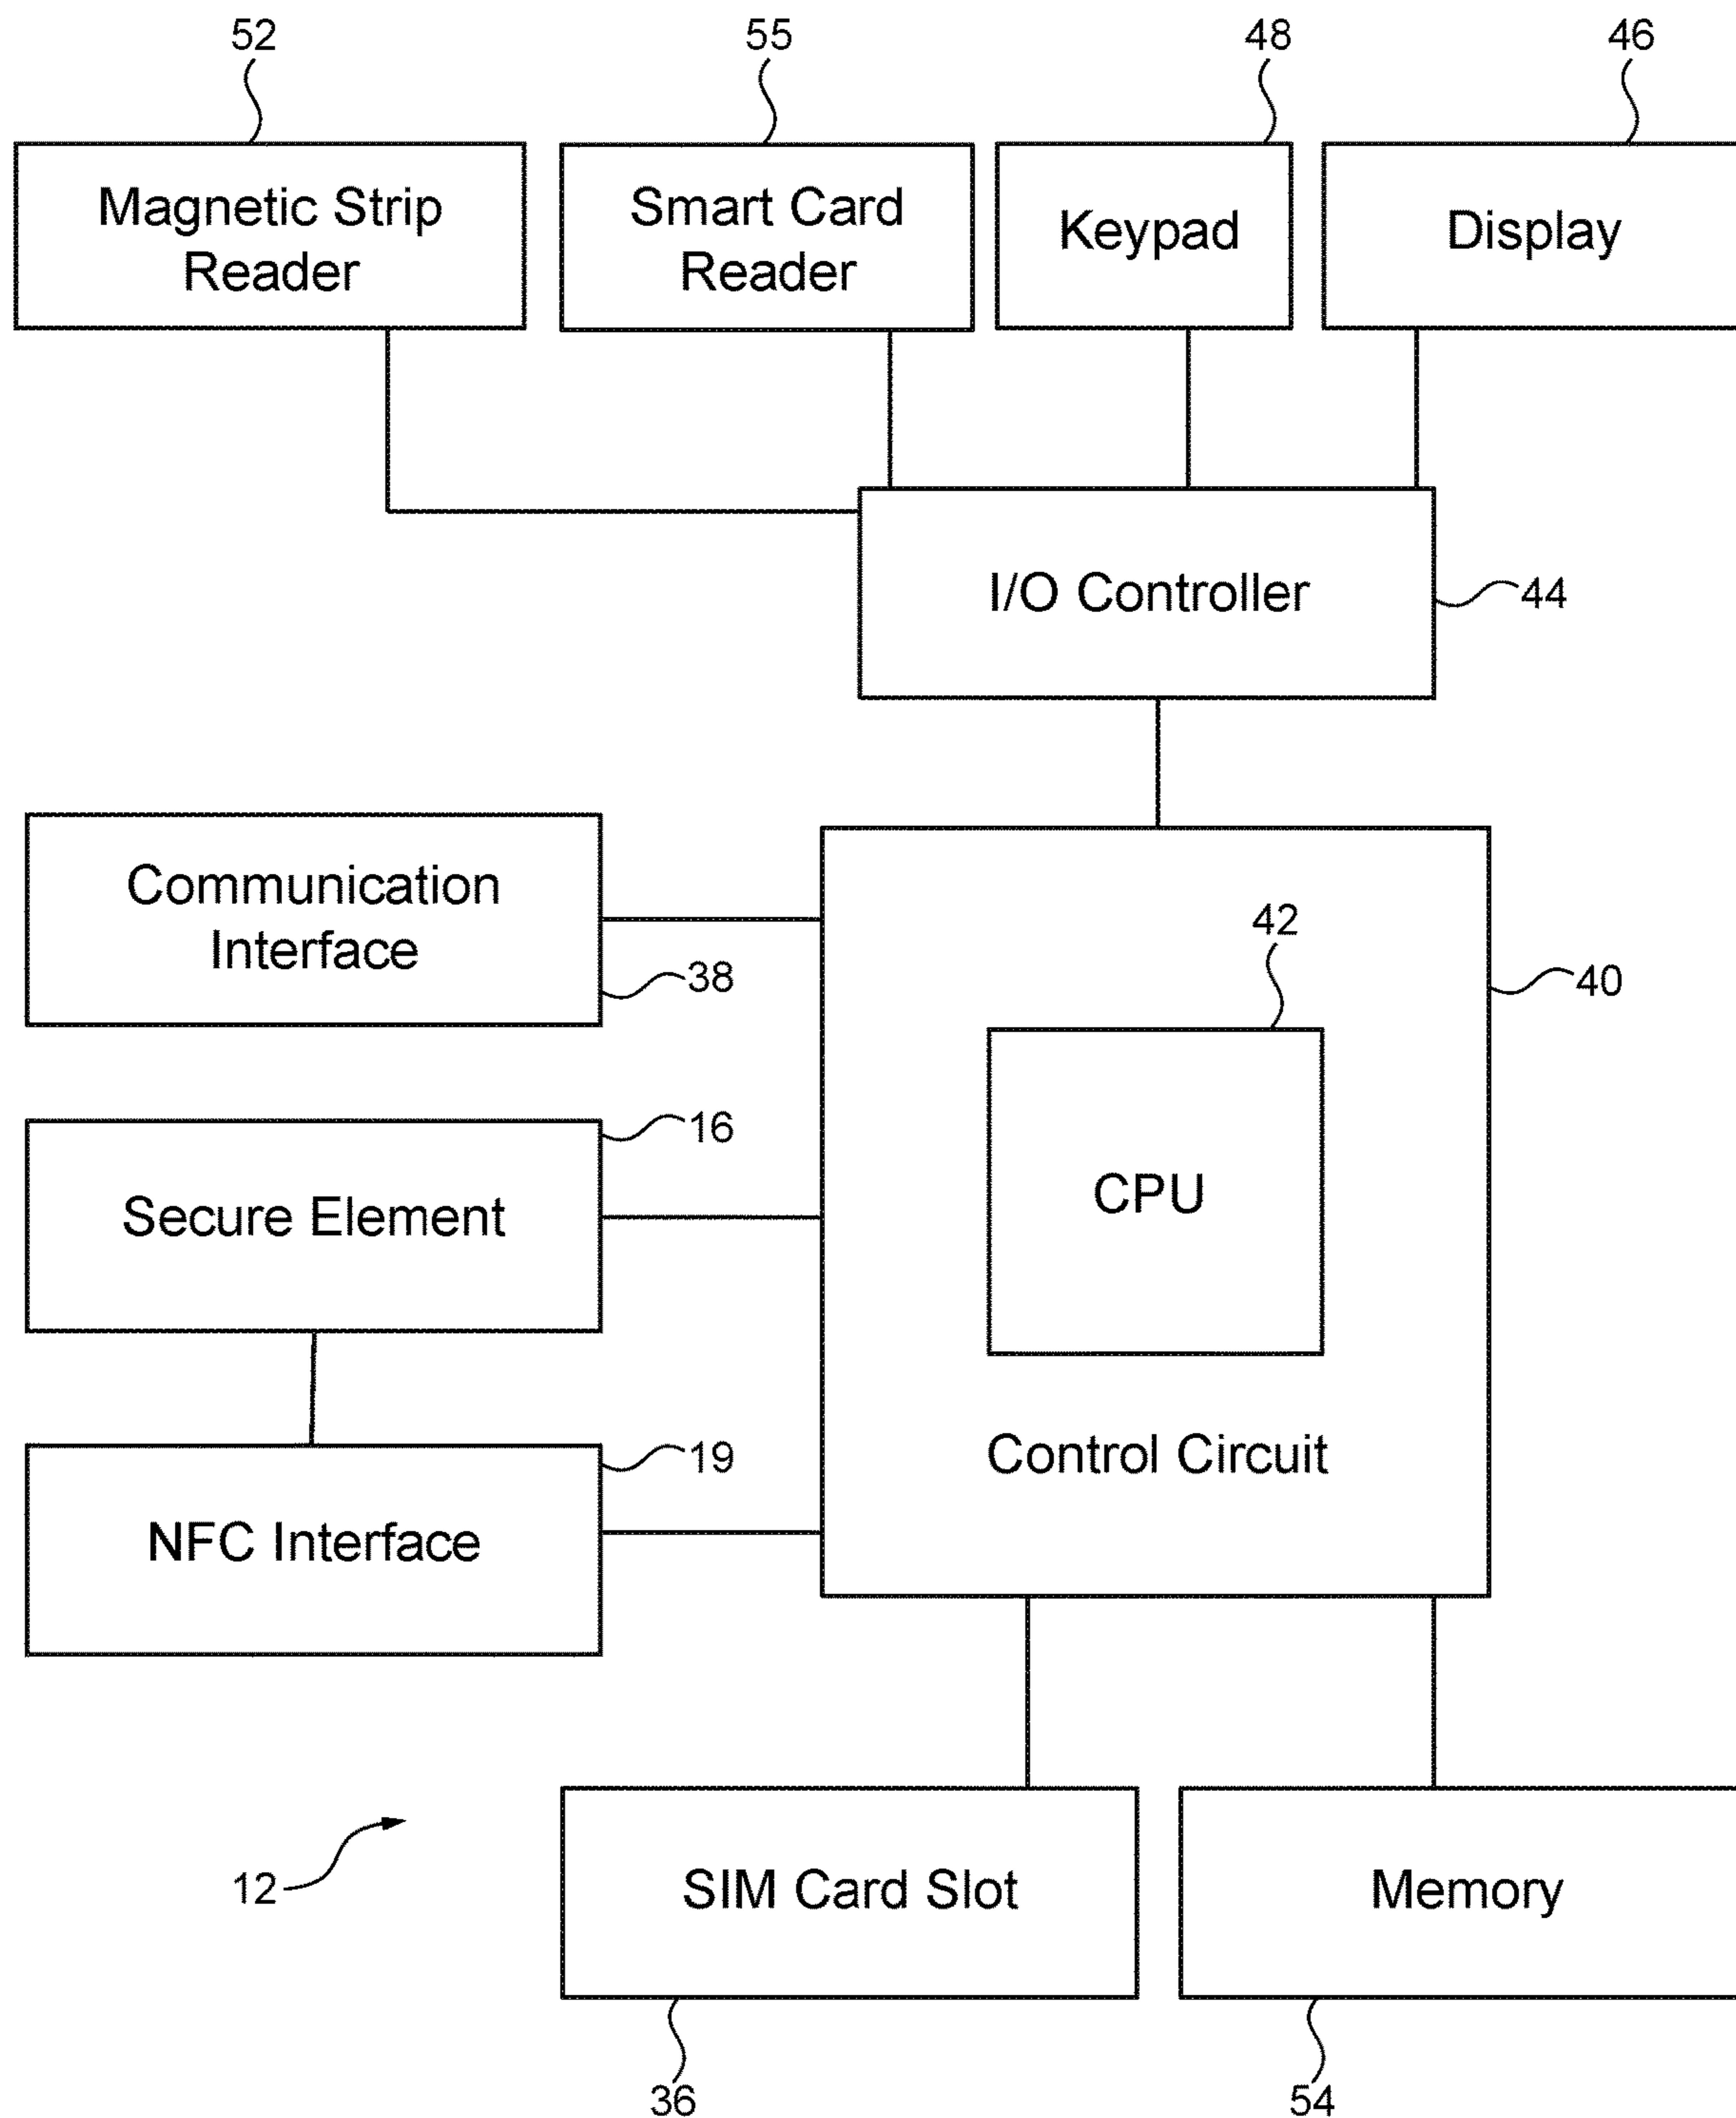 52
55
48
46
Magnetic Strip
Reader
Smart Card
Reader
Keypad
Display
I/O Controller
44
Communication
Interface
38
42
40
16
Secure Element
CPU
19
NFC Interface
Control Circuit
12
SIM Card Slot
Memory
36
54